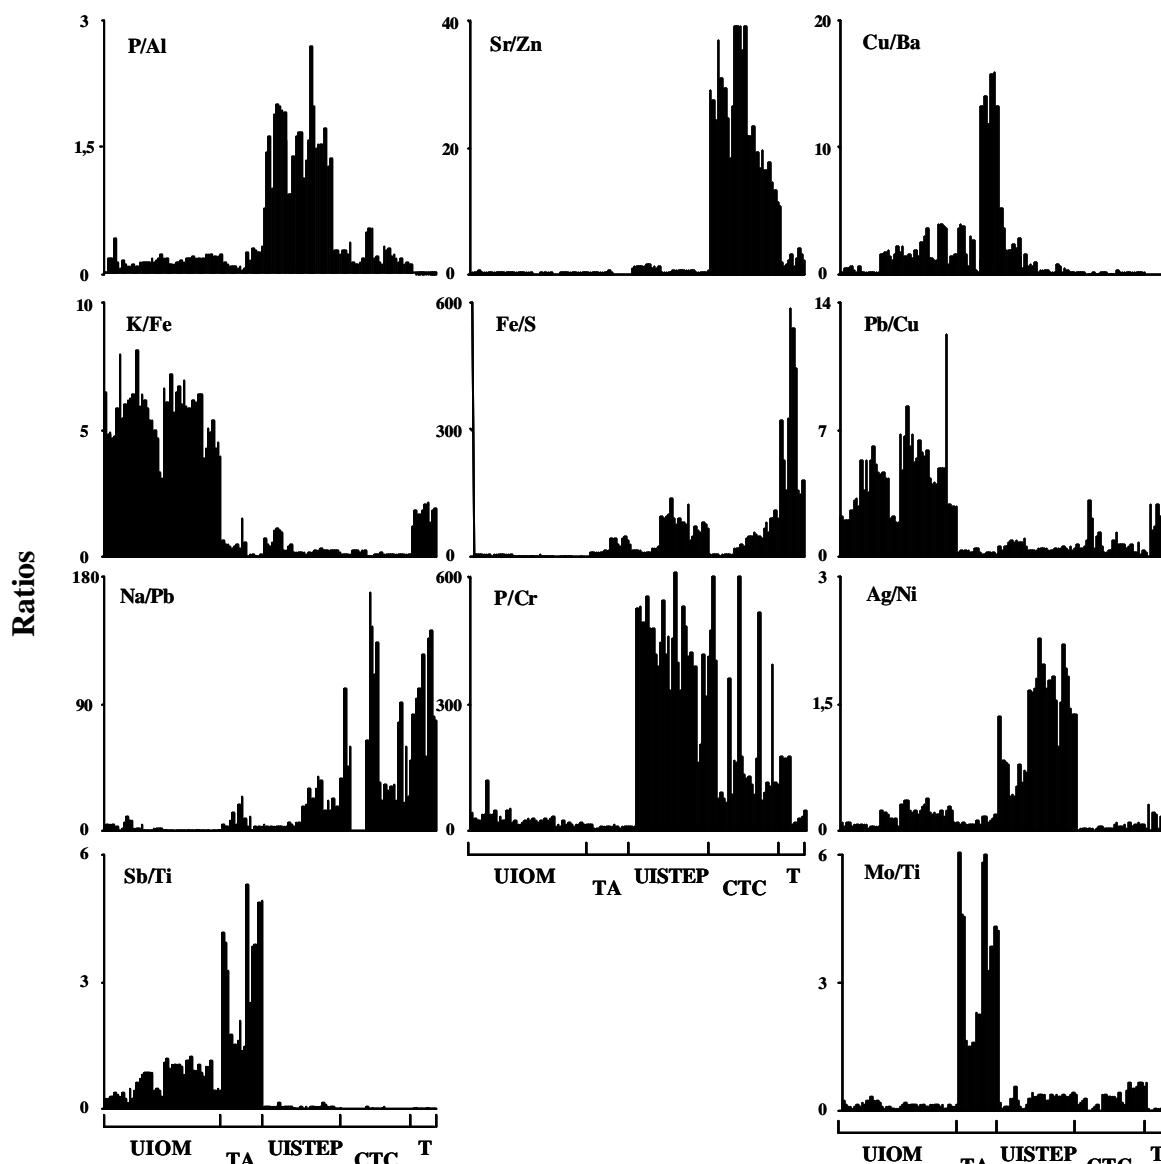 3 40 20
P/Al Sr/Zn Cu/Ba
1,5 20 10
0 0 0
10 600 14
K/Fe Fe/S Pb/Cu
5 300 7
0 0 0
Ratios
180 600 3
Na/Pb P/Cr Ag/Ni
90 300 1,5
0 0 0
6 UIOM TA UISTEP CTC T 6
Sb/Ti Mo/Ti
3 3
0 0
UIOM TA UISTEP CTC T UIOM TA UISTEP CTC T